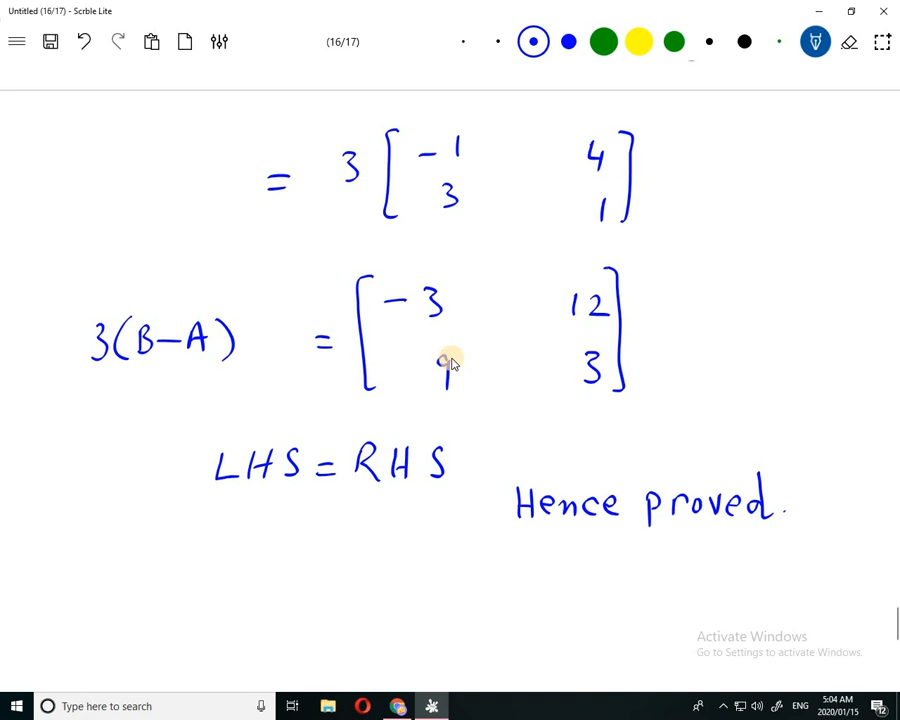 Untitled (16/17) - Scrble Lite
(16/17)
= 3 [ -1 4
3 1 ]
3(B-A) = [ -3 12
9 3 ]
LHS = RHS
Hence proved.
Activate Windows
Go to Settings to activate Windows.
Type here to search
ENG
5:04 AM
2020/01/15
12